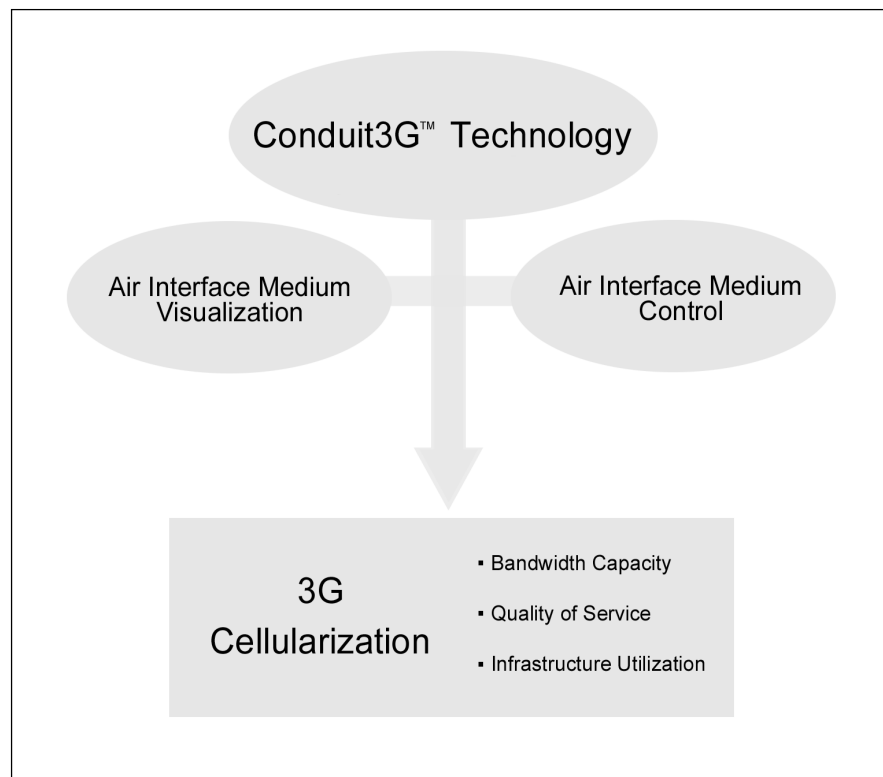 Conduit3G™ Technology
Air Interface Medium
Visualization
Air Interface Medium
Control
3G
Cellularization
▪ Bandwidth Capacity
▪ Quality of Service
▪ Infrastructure Utilization